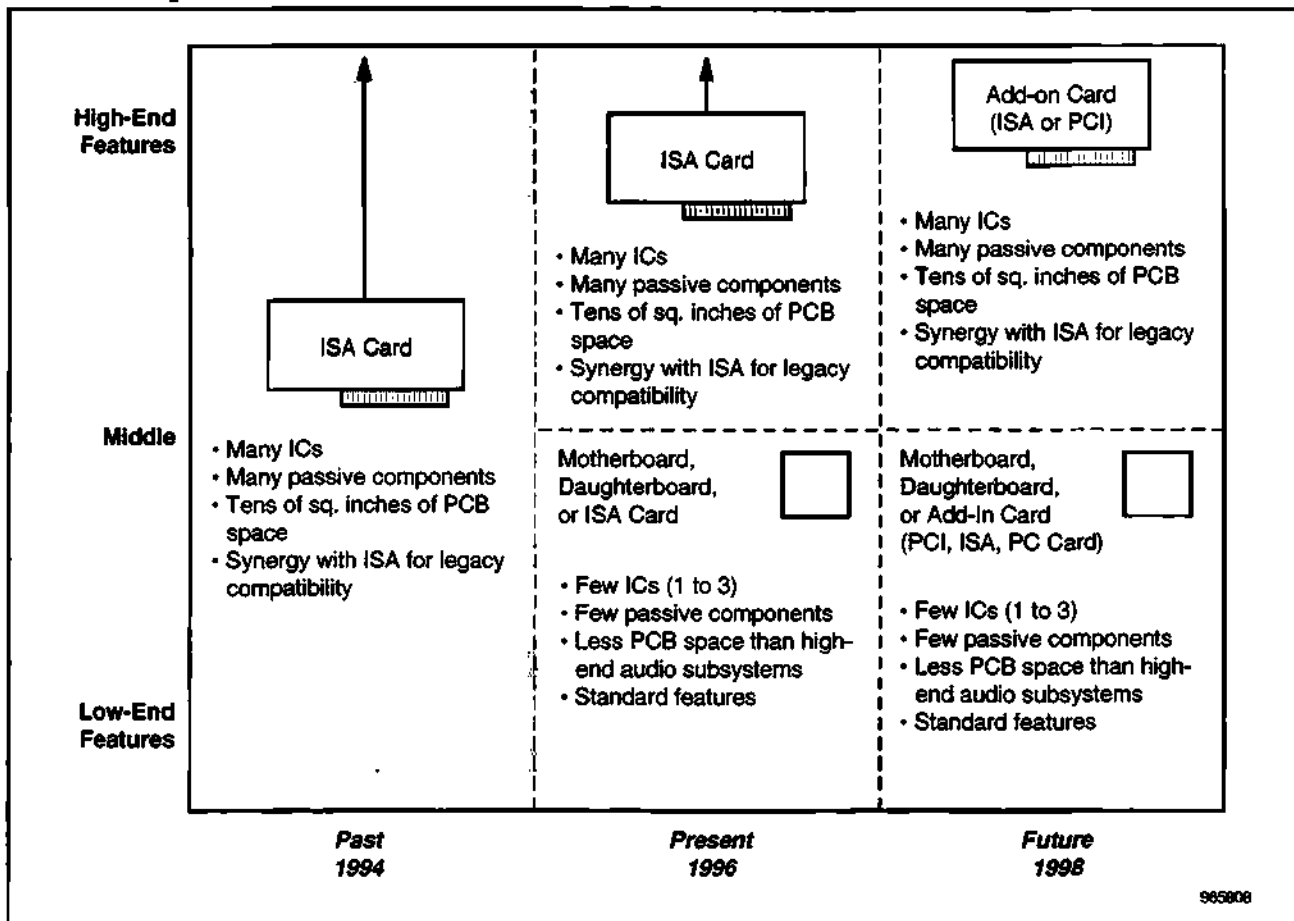 High-End
Features
Middle
Low-End
Features
ISA Card
• Many ICs
• Many passive components
• Tens of sq. inches of PCB
space
• Synergy with ISA for legacy
compatibility
ISA Card
• Many ICs
• Many passive components
• Tens of sq. inches of PCB
space
• Synergy with ISA for legacy
compatibility
Motherboard,
Daughterboard,
or ISA Card
• Few ICs (1 to 3)
• Few passive components
• Less PCB space than high-
end audio subsystems
• Standard features
Add-on Card
(ISA or PCI)
• Many ICs
• Many passive components
• Tens of sq. inches of PCB
space
• Synergy with ISA for legacy
compatibility
Motherboard,
Daughterboard,
or Add-In Card
(PCI, ISA, PC Card)
• Few ICs (1 to 3)
• Few passive components
• Less PCB space than high-
end audio subsystems
• Standard features
Past
1994
Present
1996
Future
1998